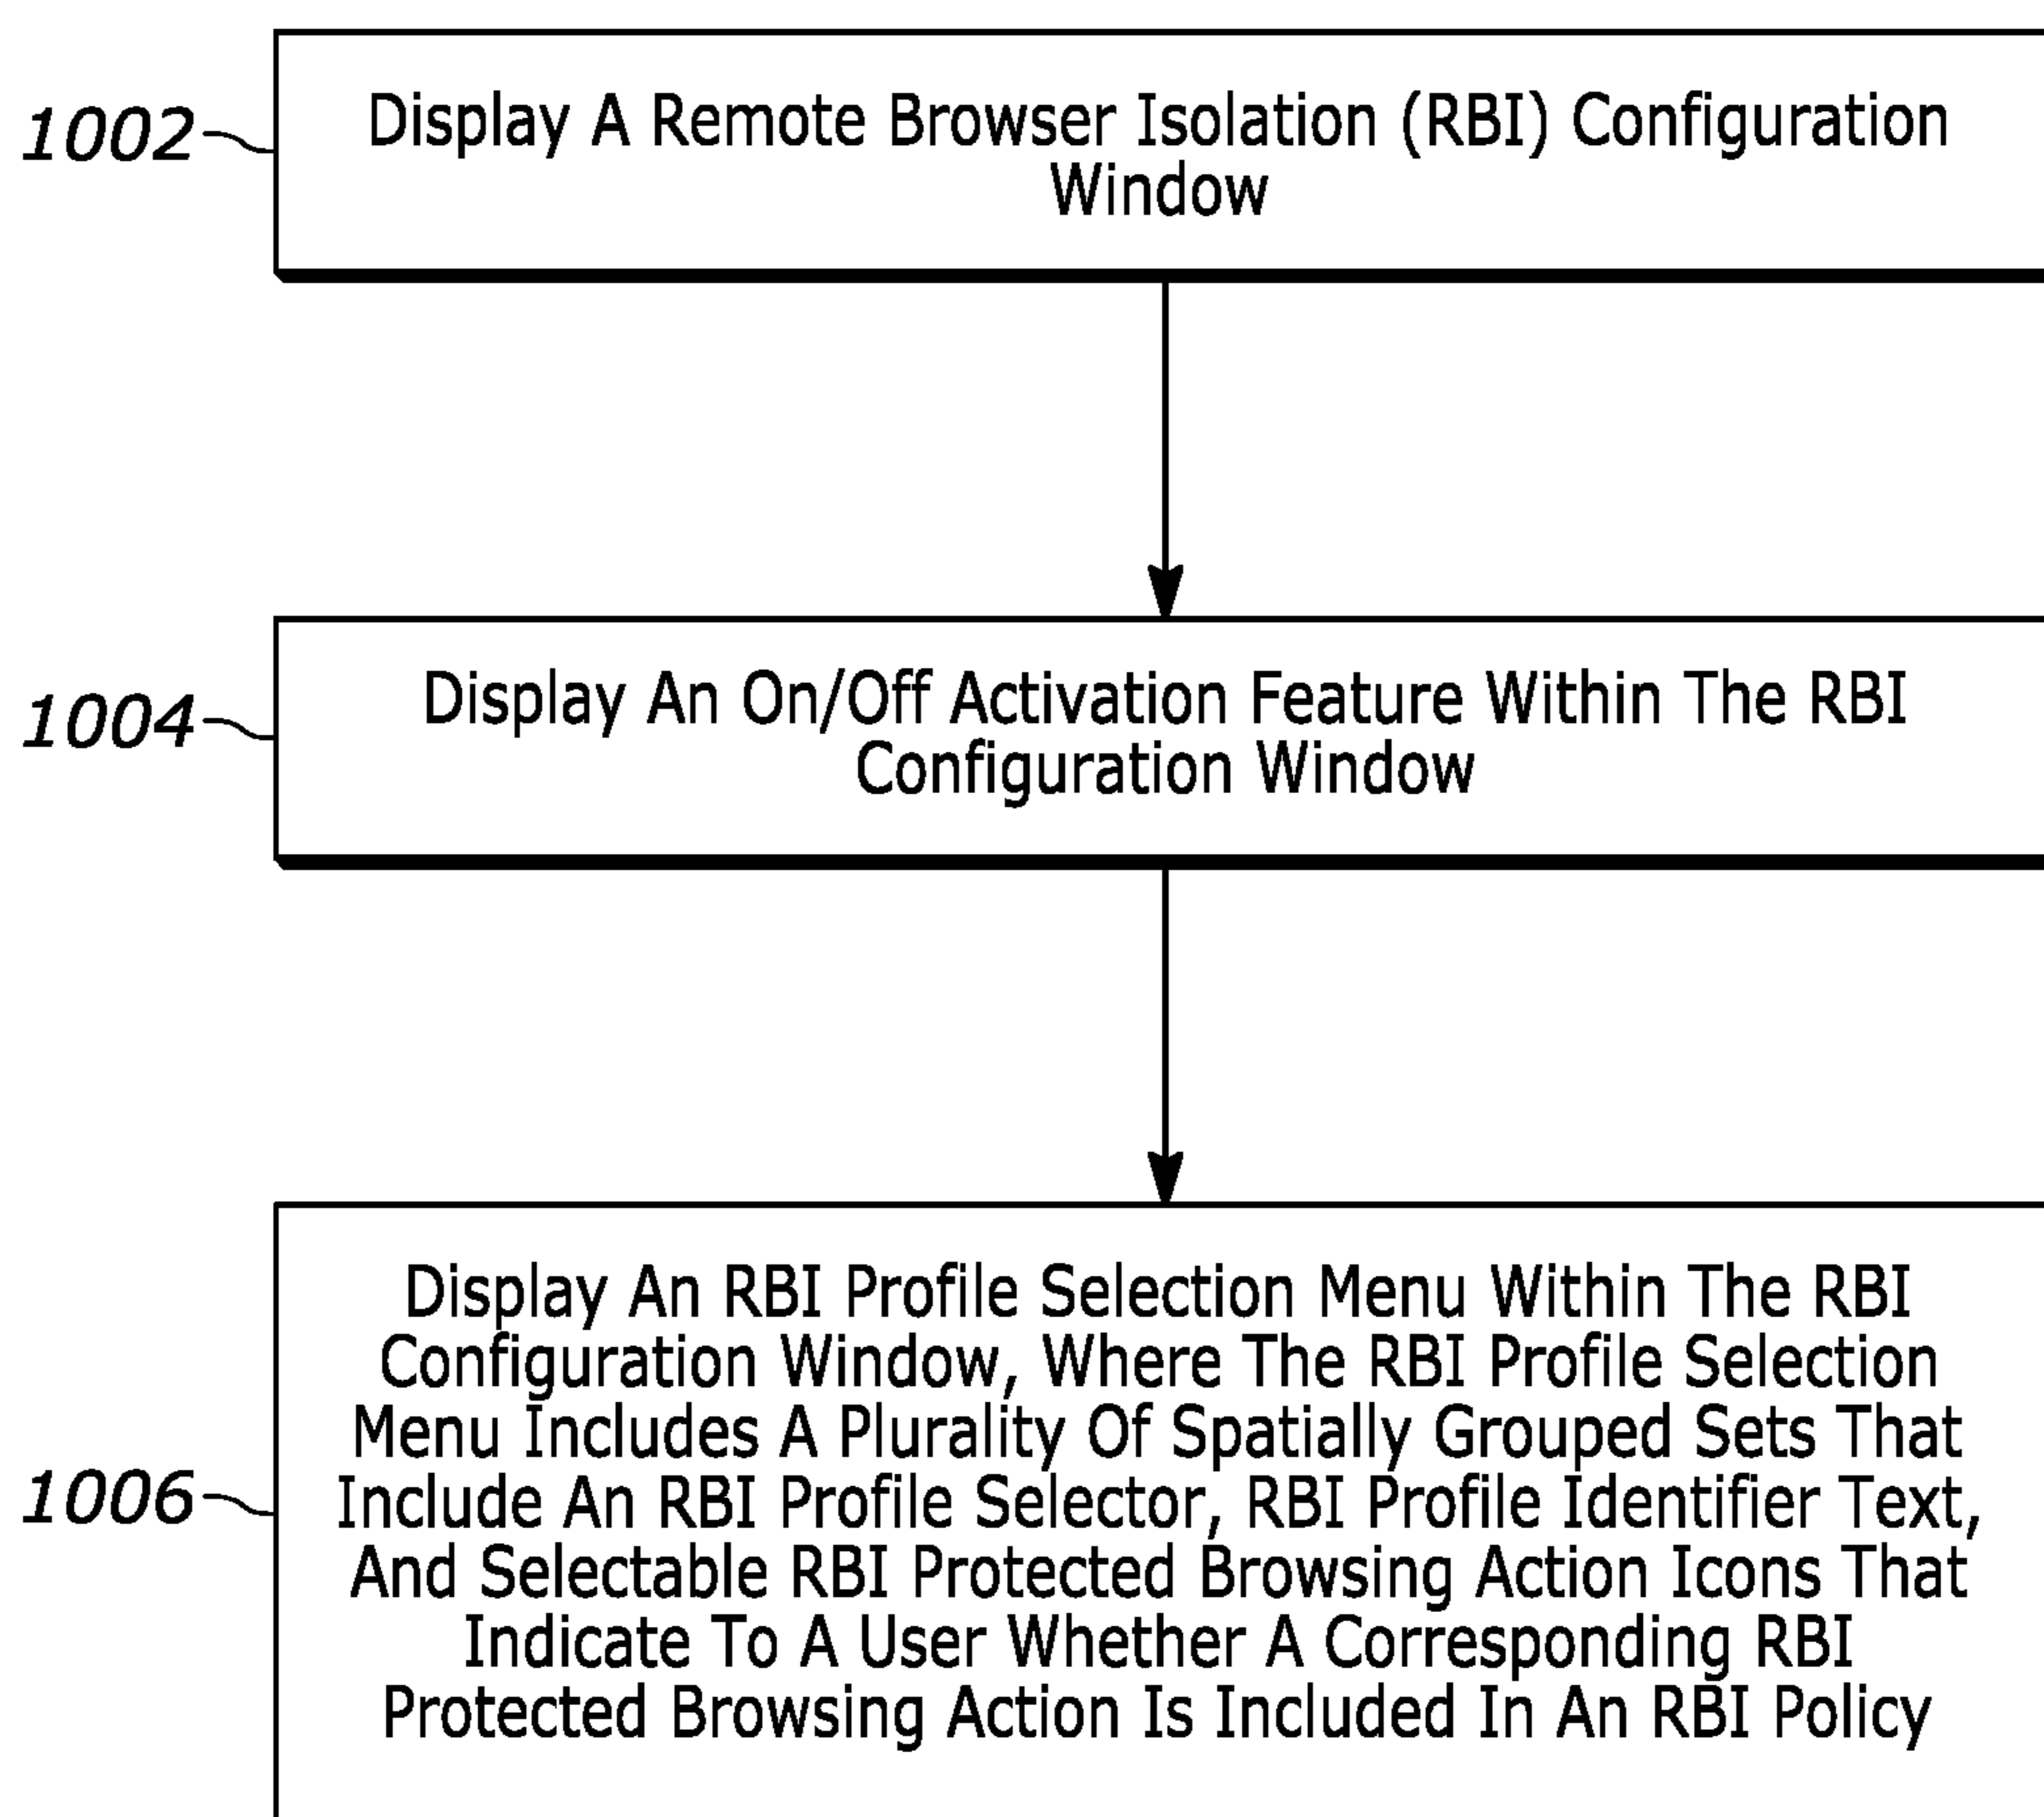 1002
Display A Remote Browser Isolation (RBI) Configuration
Window
1004
Display An On/Off Activation Feature Within The RBI
Configuration Window
1006
Display An RBI Profile Selection Menu Within The RBI
Configuration Window, Where The RBI Profile Selection
Menu Includes A Plurality Of Spatially Grouped Sets That
Include An RBI Profile Selector, RBI Profile Identifier Text,
And Selectable RBI Protected Browsing Action Icons That
Indicate To A User Whether A Corresponding RBI
Protected Browsing Action Is Included In An RBI Policy